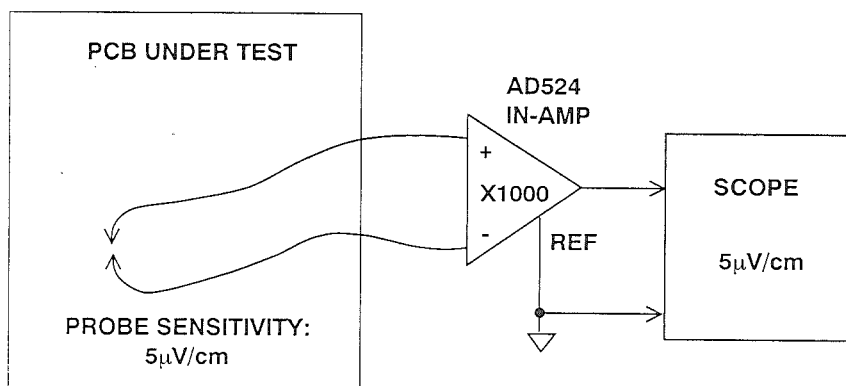 PCB UNDER TEST
AD524
IN-AMP
+
X1000
-
REF
SCOPE
5μV/cm
PROBE SENSITIVITY:
5μV/cm